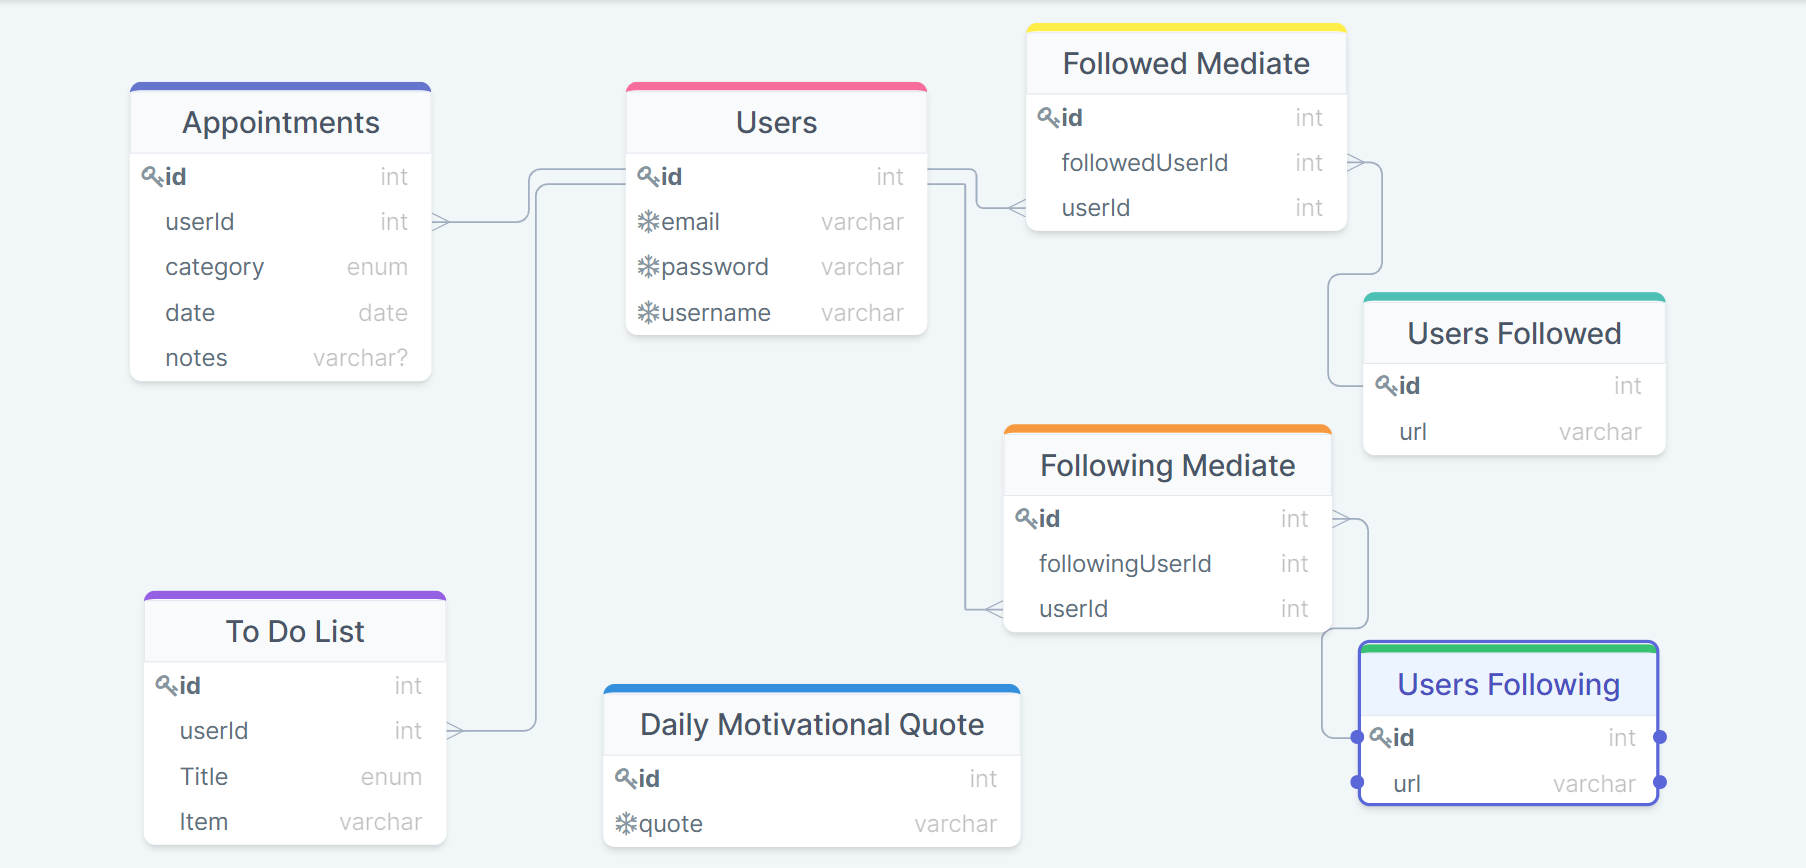 Appointments
id int
userId int
category enum
date date
notes varchar?
Users
id int
email varchar
password varchar
username varchar
Followed Mediate
id int
followedUserId int
userId int
Users Followed
id int
url varchar
Following Mediate
id int
followingUserId int
userId int
To Do List
id int
userId int
Title enum
Item varchar
Daily Motivational Quote
id int
quote varchar
Users Following
id int
url varchar